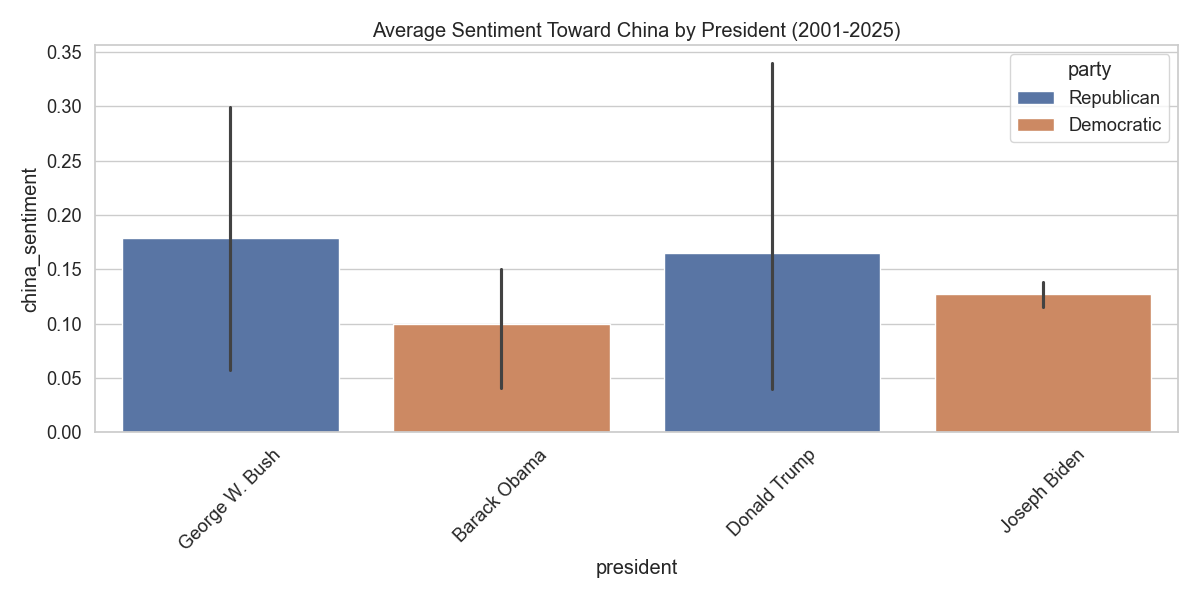 Average Sentiment Toward China by President (2001-2025)
party
Republican
Democratic
china_sentiment
0.35
0.30
0.25
0.20
0.15
0.10
0.05
0.00
George W. Bush
Barack Obama
Donald Trump
Joseph Biden
president